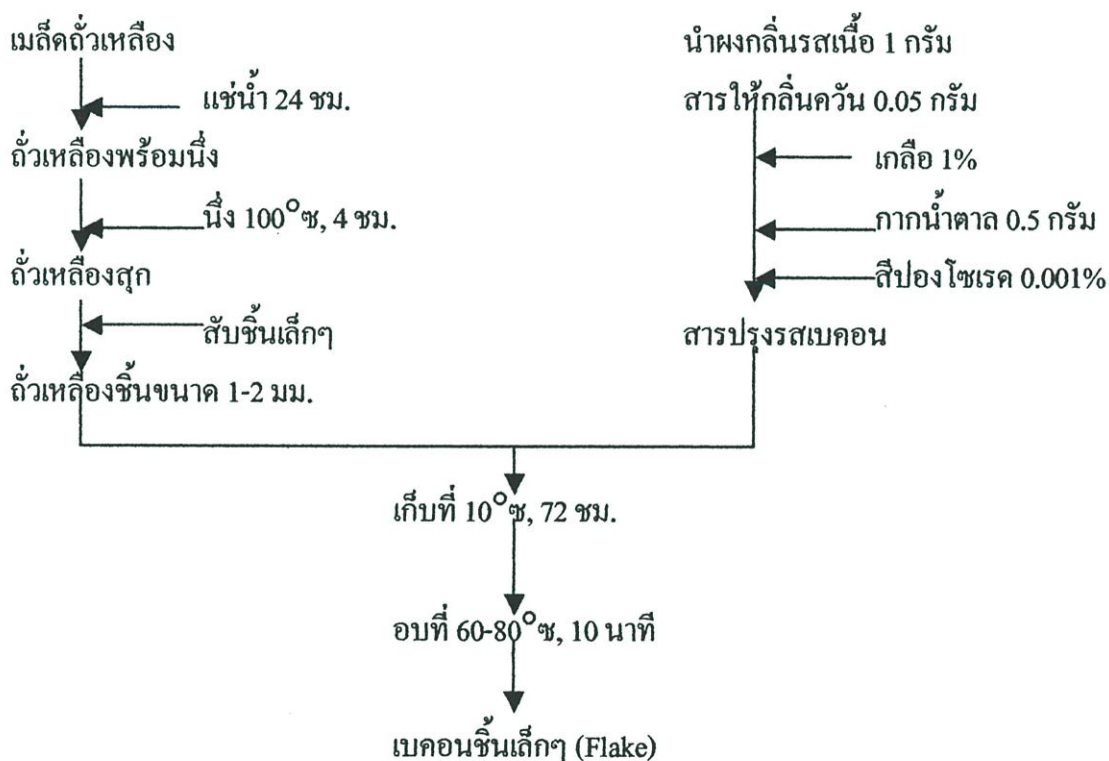 เมล็ดถั่วเหลือง
แช่น้ำ 24 ชม.
ถั่วเหลืองพร้อมนึ่ง
นึ่ง 100°ซ, 4 ชม.
ถั่วเหลืองสุก
สับชิ้นเล็กๆ
ถั่วเหลืองชิ้นขนาด 1-2 มม.
นำผงกลิ่นรสเนื้อ 1 กรัม
สารให้กลิ่นควัน 0.05 กรัม
เกลือ 1%
กากน้ำตาล 0.5 กรัม
สีปองโซเรค 0.001%
สารปรุงรสเบคอน
เก็บที่ 10°ซ, 72 ชม.
อบที่ 60-80°ซ, 10 นาที
เบคอนชิ้นเล็กๆ (Flake)